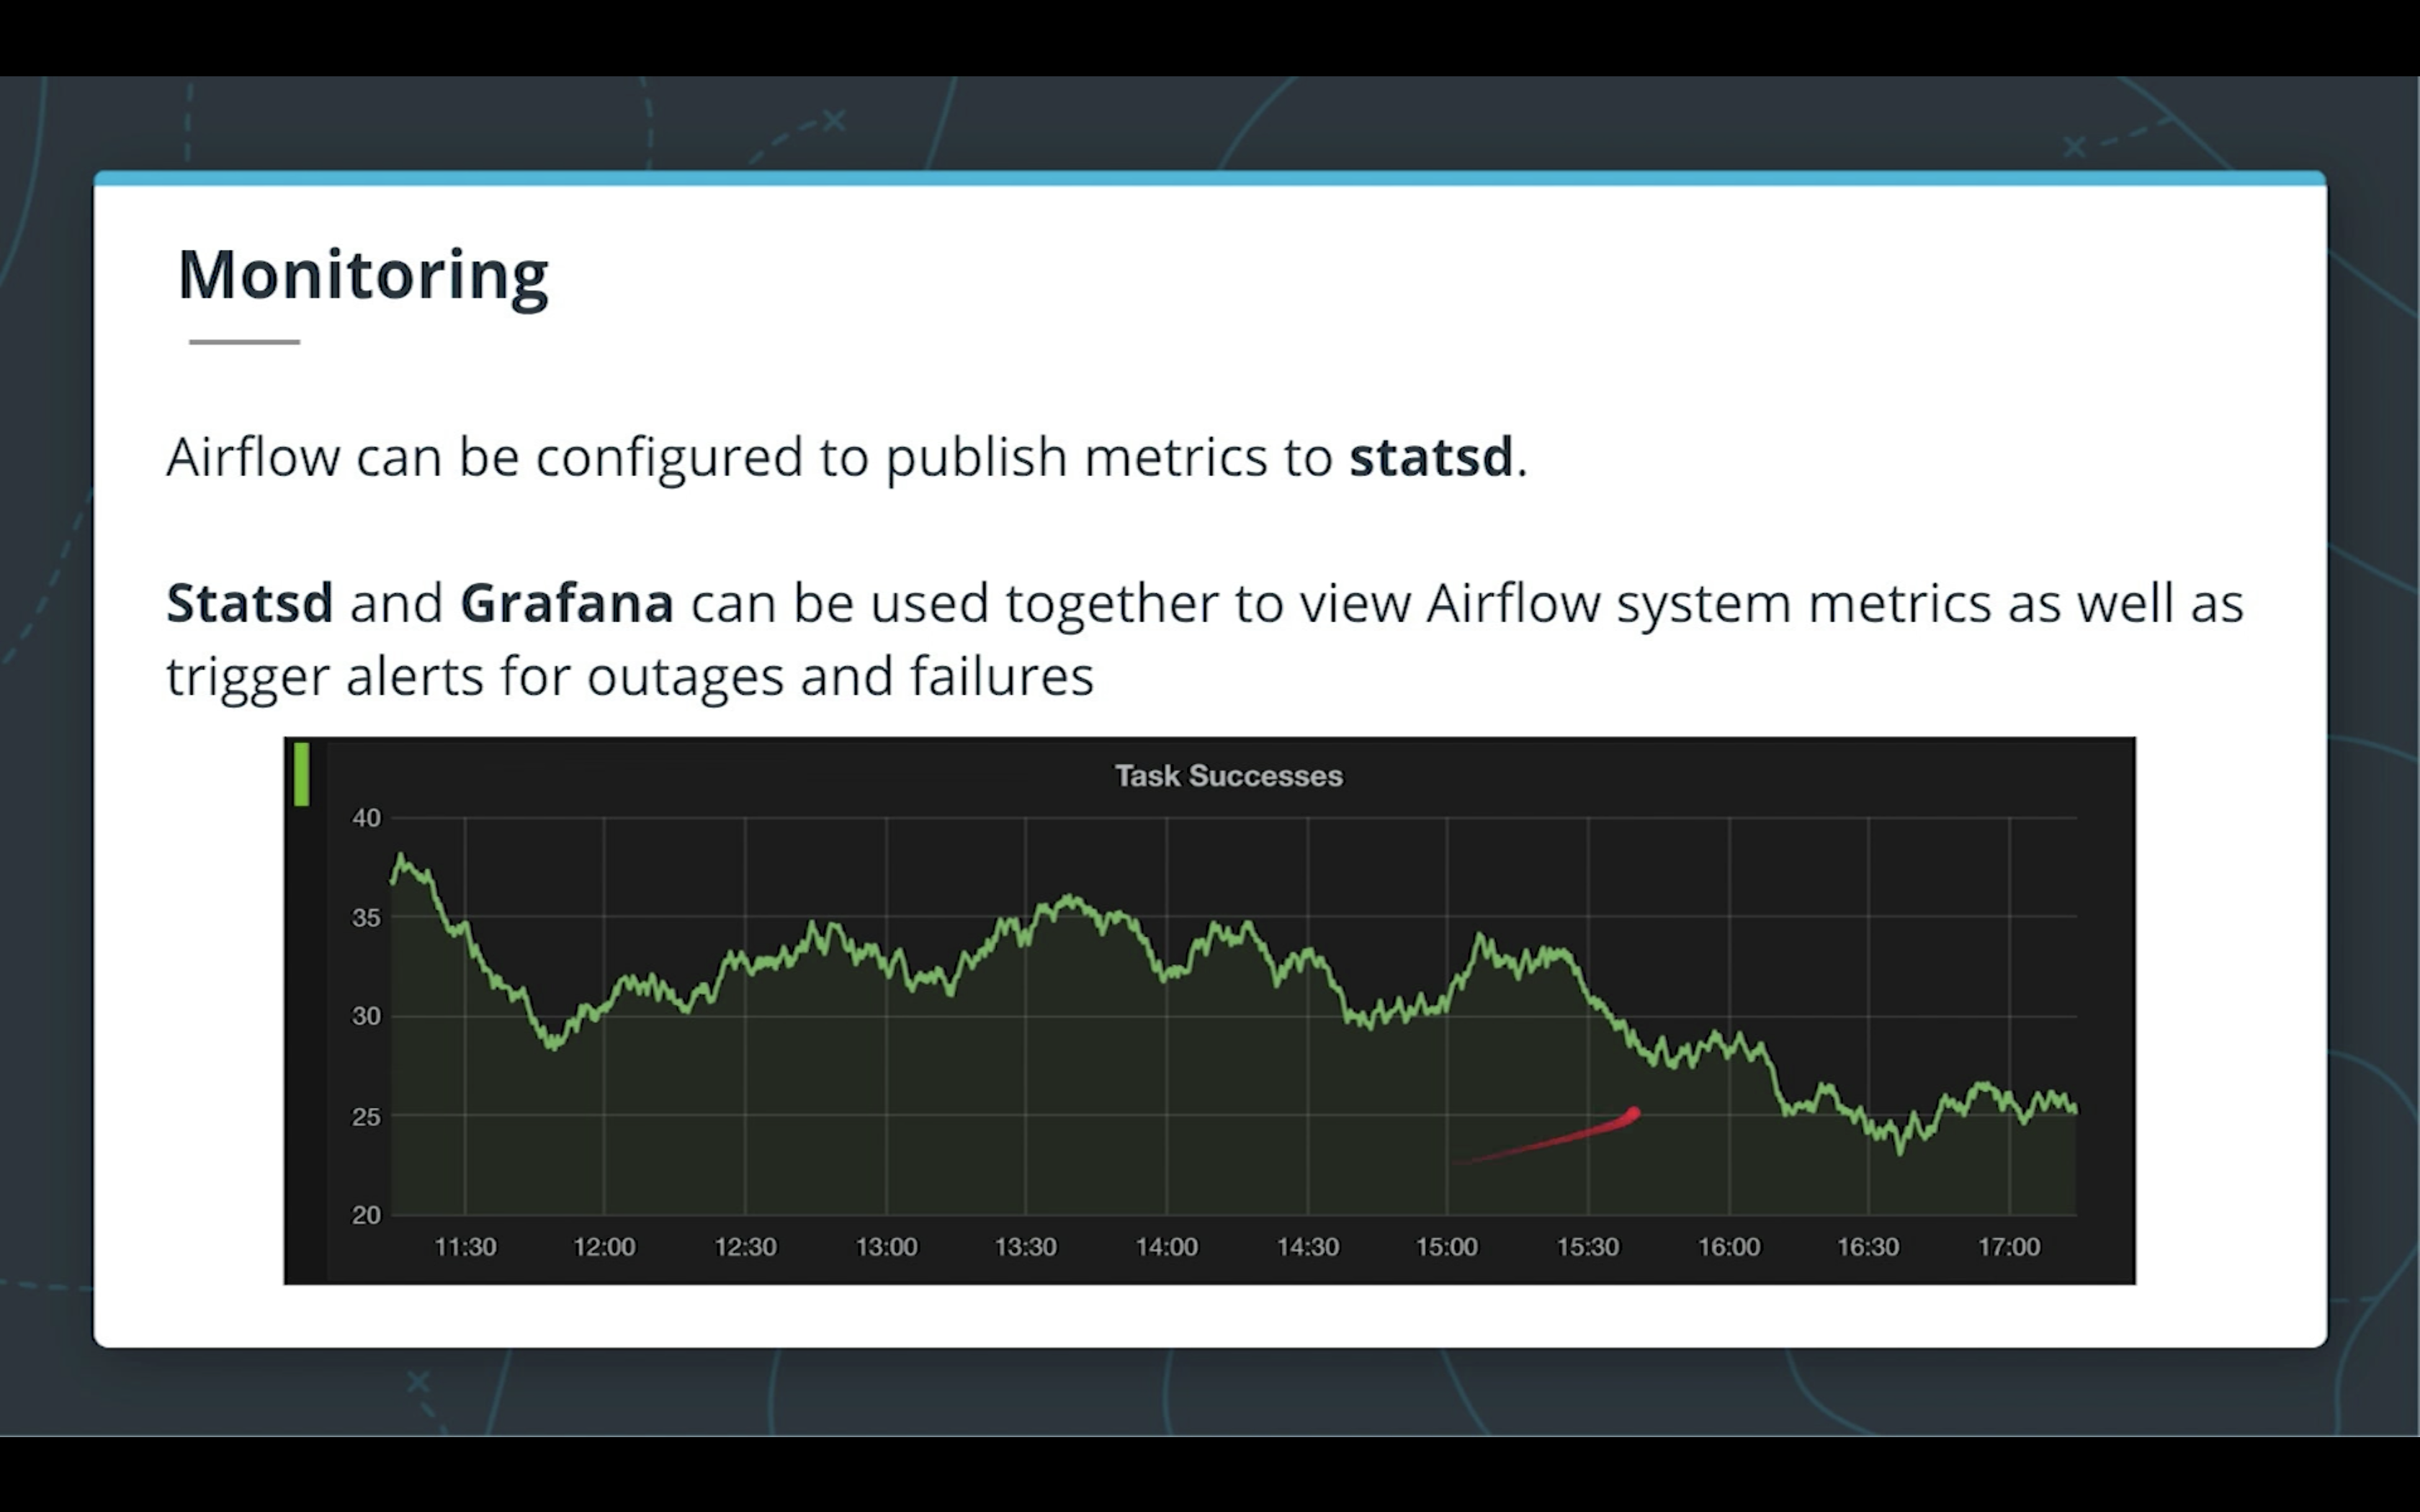 Monitoring
Airflow can be configured to publish metrics to statsd.
Statsd and Grafana can be used together to view Airflow system metrics as well as
trigger alerts for outages and failures
Task Successes
40
35
30
25
20
11:30 12:00 12:30 13:00 13:30 14:00 14:30 15:00 15:30 16:00 16:30 17:00